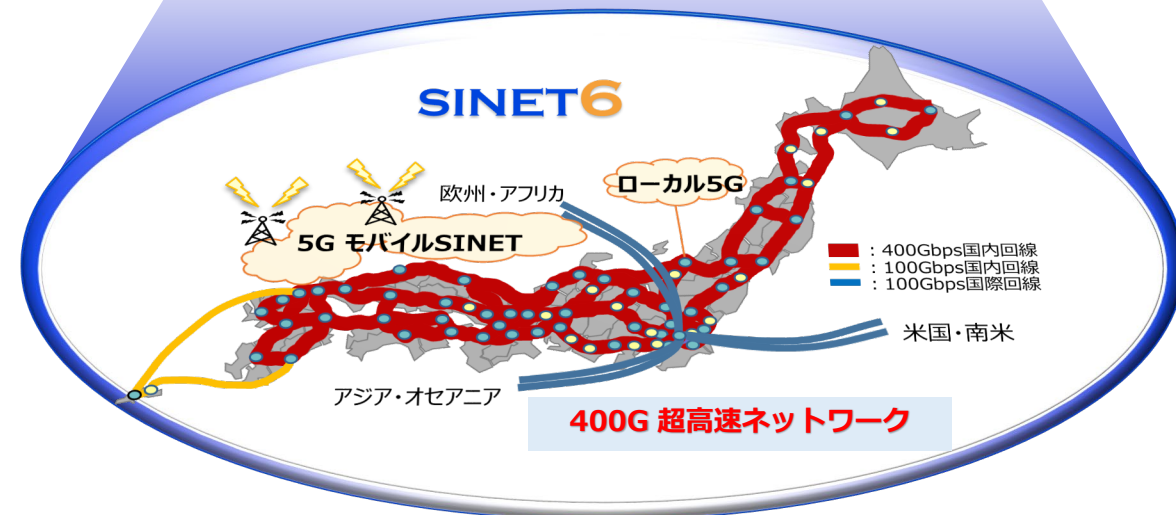 SINET6
欧州・アフリカ
ローカル5G
5G モバイルSINET
：400Gbps国内回線
：100Gbps国内回線
：100Gbps国際回線
米国・南米
アジア・オセアニア
400G 超高速ネットワーク